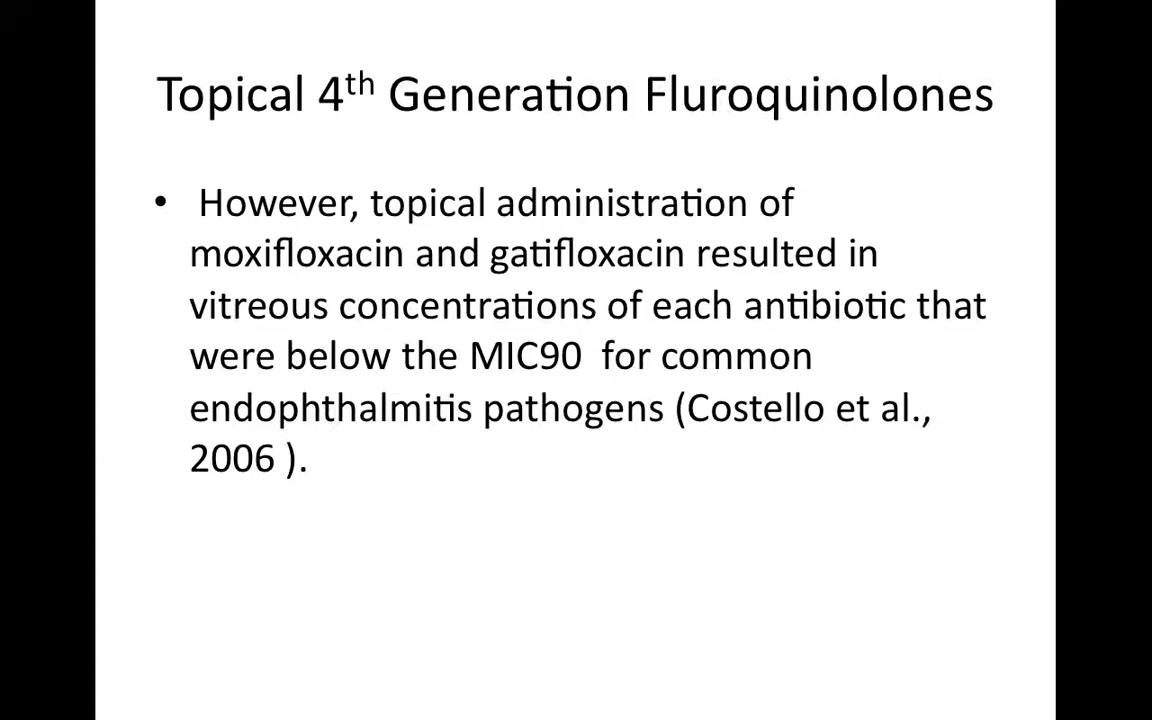 Topical 4th Generation Fluroquinolones
• However, topical administration of
moxifloxacin and gatifloxacin resulted in
vitreous concentrations of each antibiotic that
were below the MIC90 for common
endophthalmitis pathogens (Costello et al.,
2006 ).